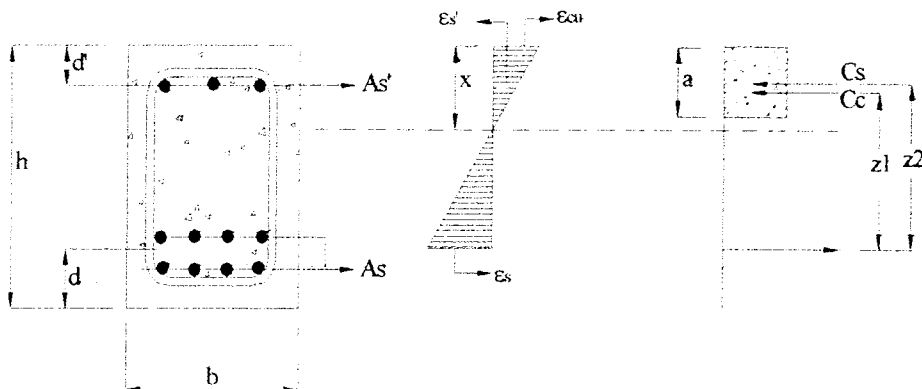 εs'
εcu
d'
As'
x
a
Cs
Cc
h
z1
z2
d
As
εs
b